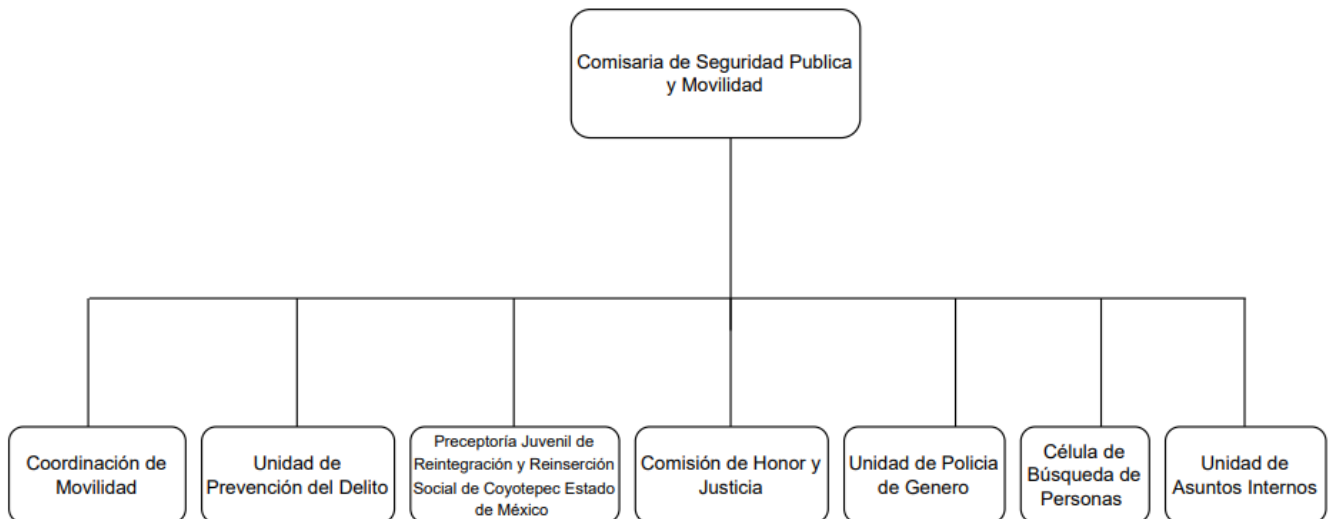 Comisaria de Seguridad Publica
y Movilidad
Coordinación de
Movilidad
Unidad de
Prevención del Delito
Preceptoría Juvenil de
Reintegración y Reinserción
Social de Coyotepec Estado
de México
Comisión de Honor y
Justicia
Unidad de Policia
de Genero
Célula de
Búsqueda de
Personas
Unidad de
Asuntos Internos